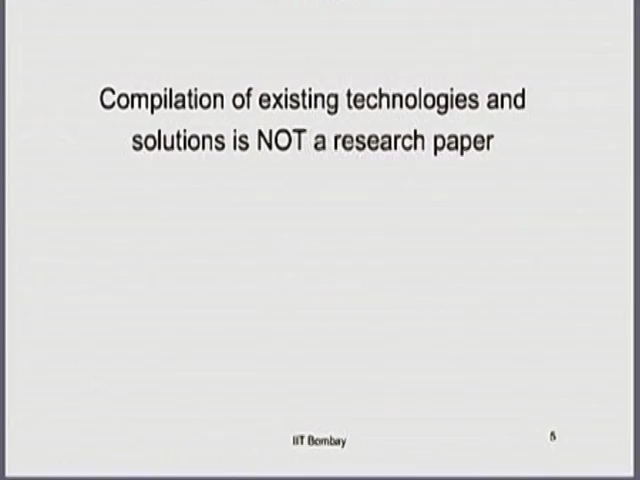 Compilation of existing technologies and
solutions is NOT a research paper
IIT Bombay
5